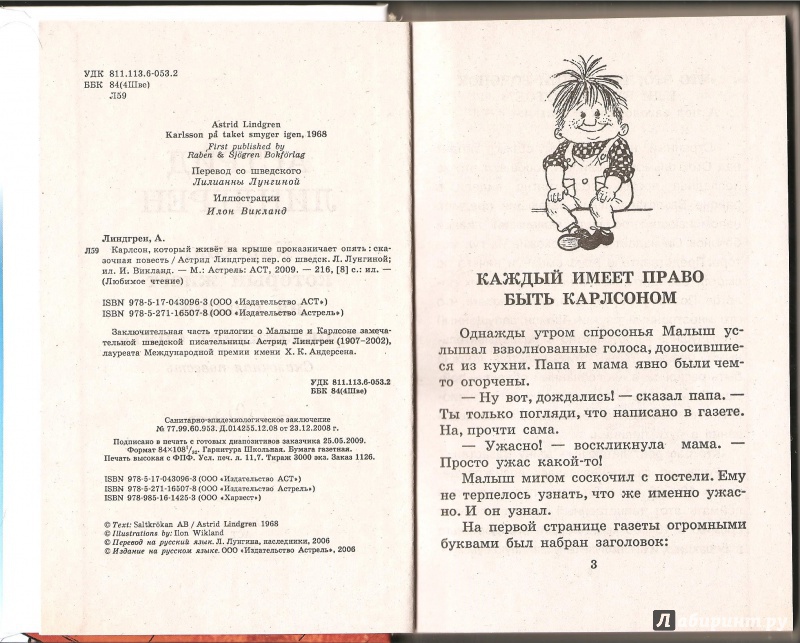 УДК 811.113.6-053.2
ББК 84(4Шве)
Л59
Astrid Lindgren
Karlsson på taket smyger igen, 1968
First published by
Rabén & Sjögren Bokförlag
Перевод со шведского
Лилианны Лунгиной
Иллюстрации
Илон Викланд
Линдгрен, А.
Л59 Карлсон, который живёт на крыше проказничает опять : ска-
зочная повесть / Астрид Линдгрен; пер. со шведск. Л. Лунгиной;
ил. И. Викланд. — М.: Астрель: АСТ, 2009. — 216, [8] с.: ил. —
(Любимое чтение)
ISBN 978-5-17-043096-3 (ООО «Издательство АСТ»)
ISBN 978-5-271-16507-8 (ООО «Издательство Астрель»)
Заключительная часть трилогии о Малыше и Карлсоне замеча-
тельной шведской писательницы Астрид Линдгрен (1907–2002),
лауреата Международной премии имени Х. К. Андерсена.
УДК 811.113.6-053.2
ББК 84(4Шве)
Санитарно-эпидемиологическое заключение
№ 77.99.60.953. Д.014255.12.08 от 23.12.2008 г.
Подписано в печать с готовых диапозитивов заказчика 25.05.2009.
Формат 84×108 1/32. Гарнитура Школьная. Бумага газетная.
Печать высокая с ФПФ. Усл. печ. л. 11,7. Тираж 3000 экз. Заказ 1126.
ISBN 978-5-17-043096-3 (ООО «Издательство АСТ»)
ISBN 978-5-271-16507-8 (ООО «Издательство Астрель»)
ISBN 978-985-16-1425-3 (ООО «Харвест»)
© Text: Saltkråkan AB / Astrid Lindgren 1968
© Illustrations by: Ilon Wikland
© Перевод на русский язык. Л. Лунгина, наследники, 2006
© Издание на русском языке. ООО «Издательство Астрель», 2006
КАЖДЫЙ ИМЕЕТ ПРАВО
БЫТЬ КАРЛСОНОМ
Однажды утром спросонья Малыш ус-
лышал взволнованные голоса, доносившие-
ся из кухни. Папа и мама явно были чем-
то огорчены.
— Ну вот, дождались! — сказал папа. —
Ты только погляди, что написано в газете.
На, прочти сама.
— Ужасно! — воскликнула мама. —
Просто ужас какой-то!
Малыш мигом соскочил с постели. Ему
не терпелось узнать, что же именно ужас-
но. И он узнал.
На первой странице газеты огромными
буквами был набран заголовок:
3
Лабиринт.ру